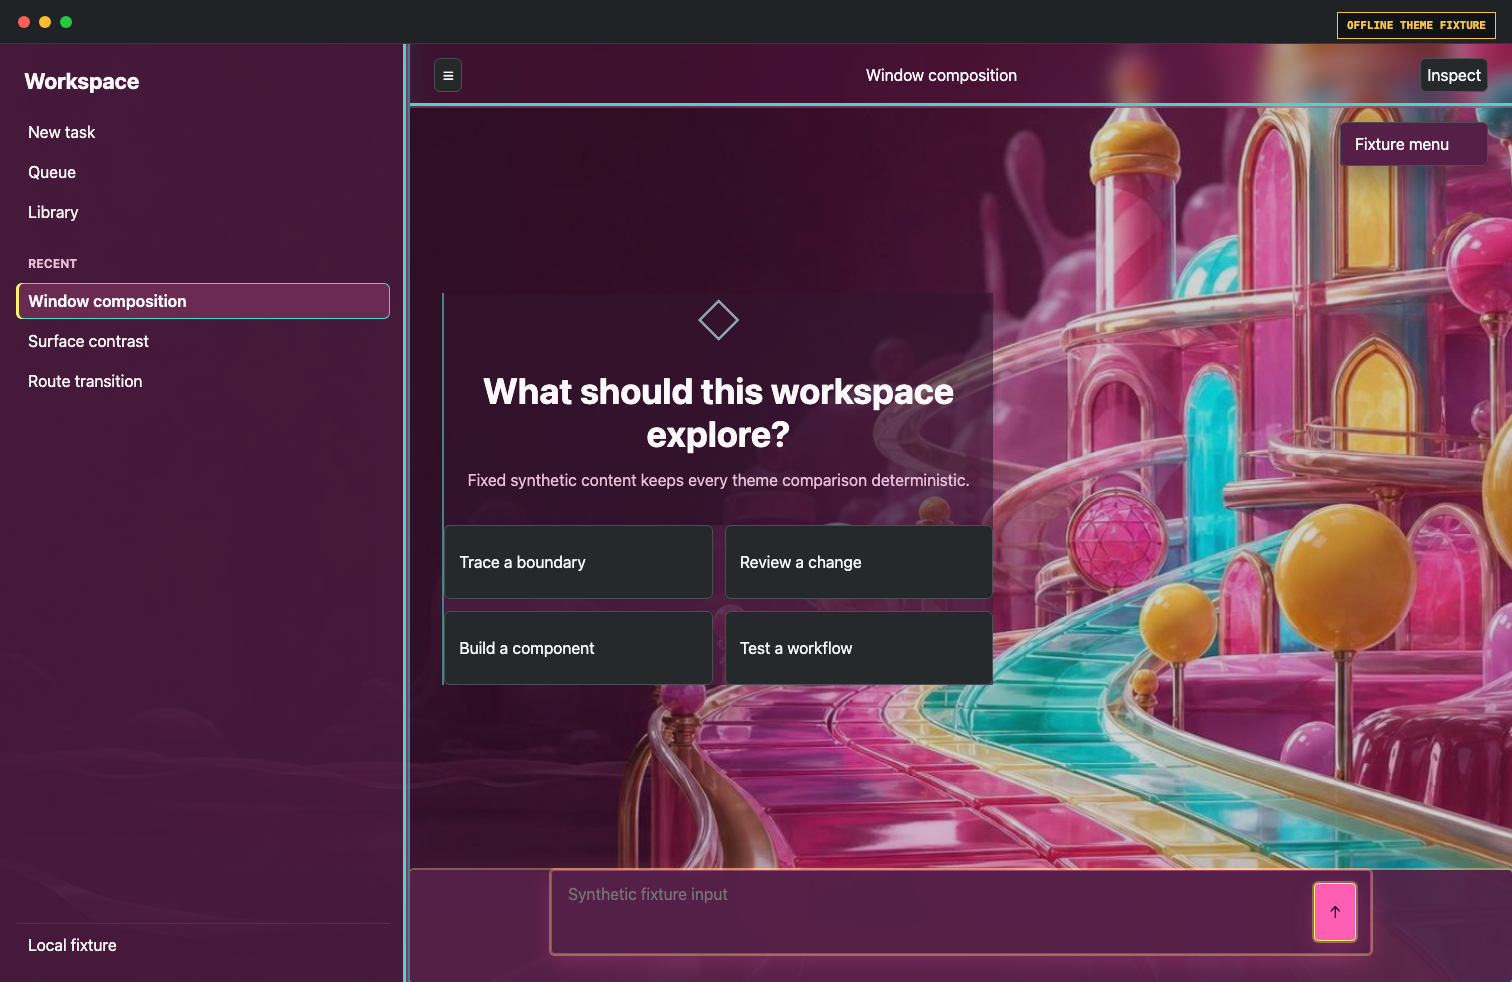 OFFLINE THEME FIXTURE
Workspace
New task
Queue
Library
RECENT
Window composition
Surface contrast
Route transition
Local fixture
Window composition
Inspect
Fixture menu
What should this workspace
explore?
Fixed synthetic content keeps every theme comparison deterministic.
Trace a boundary
Review a change
Build a component
Test a workflow
Synthetic fixture input